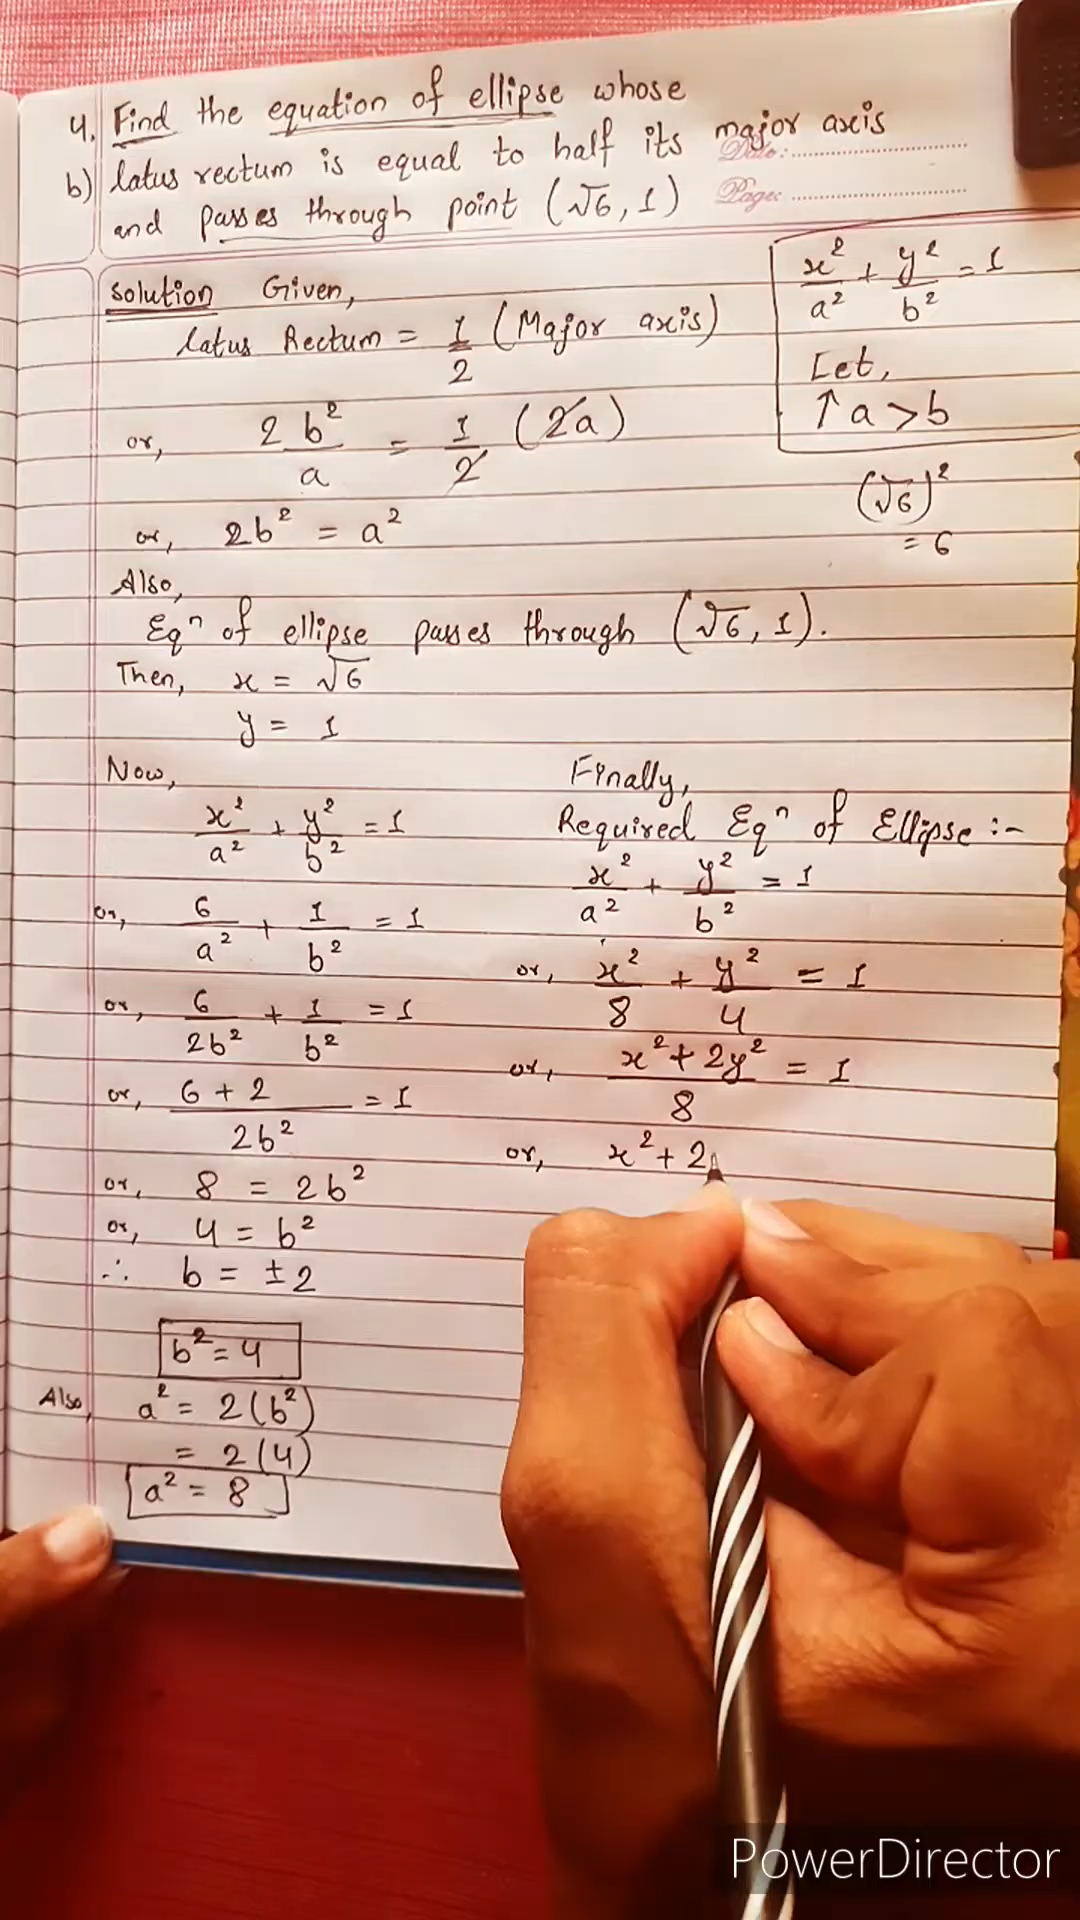 4. Find the equation of ellipse whose
b) latus rectum is equal to half its major axis
and passes through point (√6, 1)
Date:
Page:
Solution Given,
Latus Rectum = 1/2 (Major axis)
or, 2b²/a = 1/2 (2a)
or, 2b² = a²
x²/a² + y²/b² = 1
Let,
↑ a > b
(√6)²
= 6
Also,
Eqⁿ of ellipse passes through (√6, 1).
Then, x = √6
y = 1
Now,
x²/a² + y²/b² = 1
or, 6/a² + 1/b² = 1
or, 6/2b² + 1/b² = 1
or, 6 + 2/2b² = 1
or, 8 = 2b²
or, 4 = b²
∴ b = ±2
b² = 4
Also, a² = 2(b²)
= 2(4)
a² = 8
Finally,
Required Eqⁿ of Ellipse :-
x²/a² + y²/b² = 1
or, x²/8 + y²/4 = 1
or, x² + 2y²/8 = 1
or, x² + 2
PowerDirector